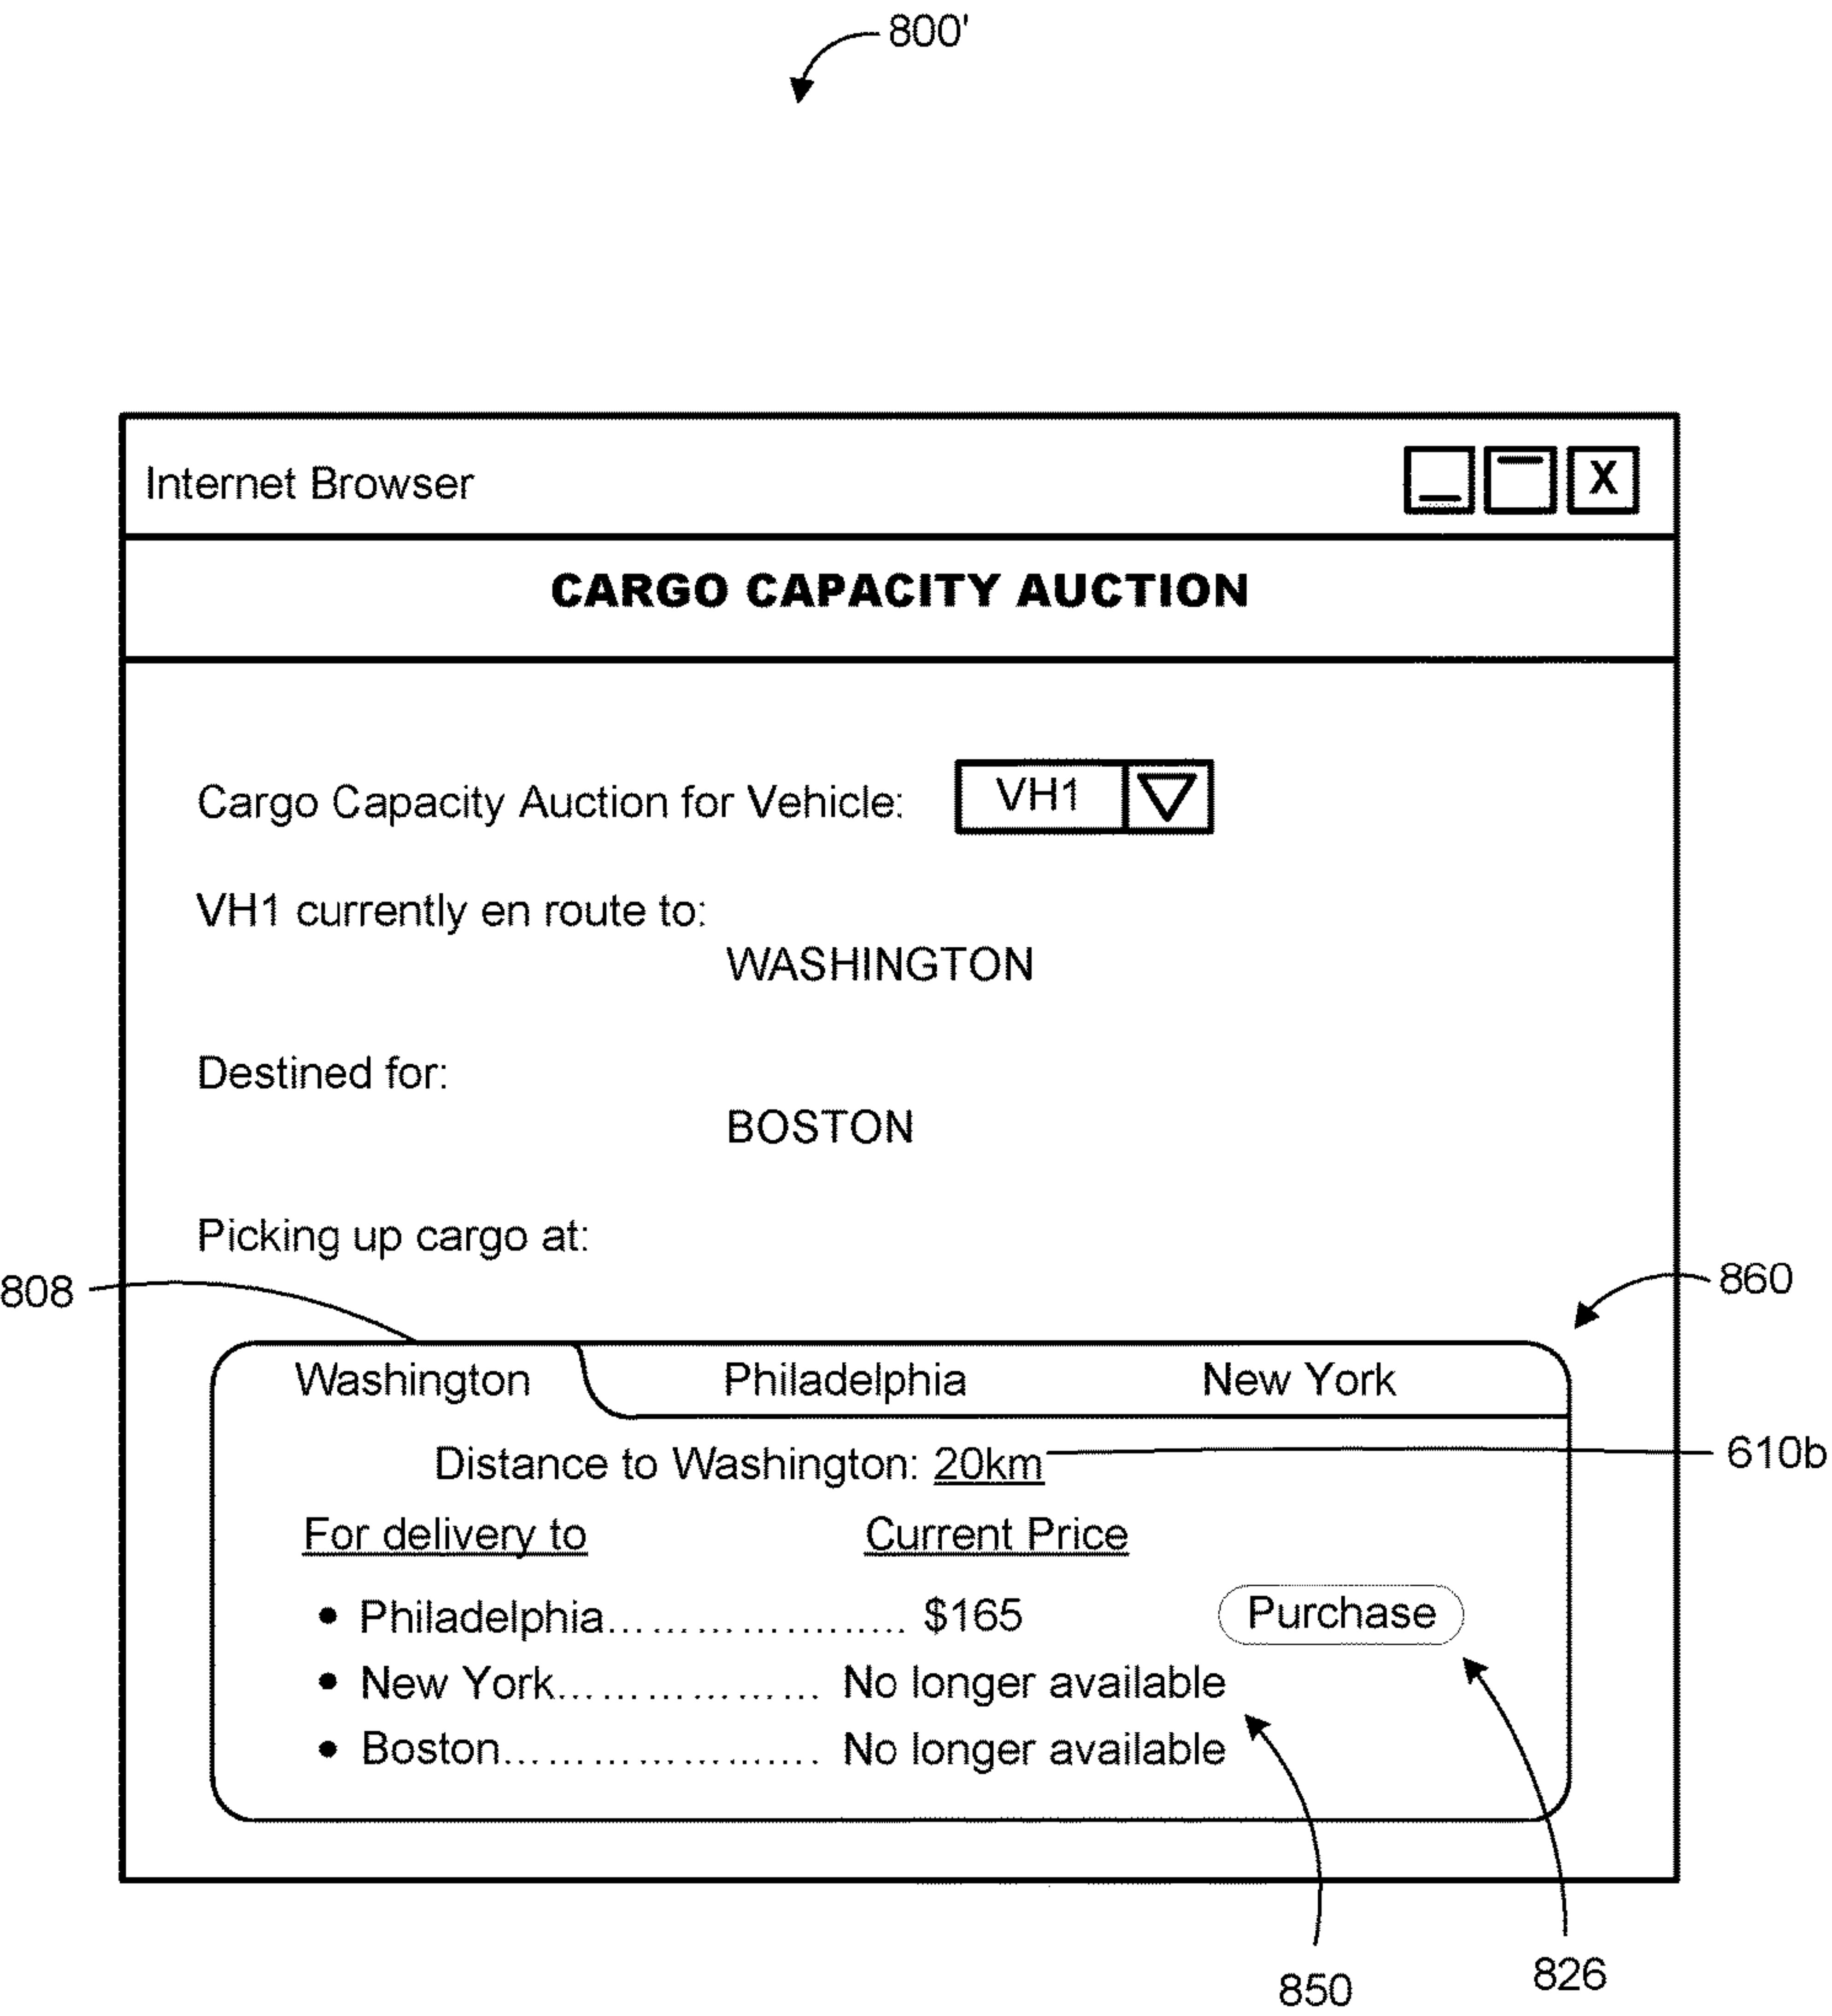 800'
Internet Browser X
CARGO CAPACITY AUCTION
Cargo Capacity Auction for Vehicle: VH1
VH1 currently en route to:
WASHINGTON
Destined for:
BOSTON
Picking up cargo at:
808
860
Washington Philadelphia New York
Distance to Washington: 20km
610b
For delivery to Current Price
• Philadelphia.................... $165 Purchase
• New York.................. No longer available
• Boston..................... No longer available
850
826